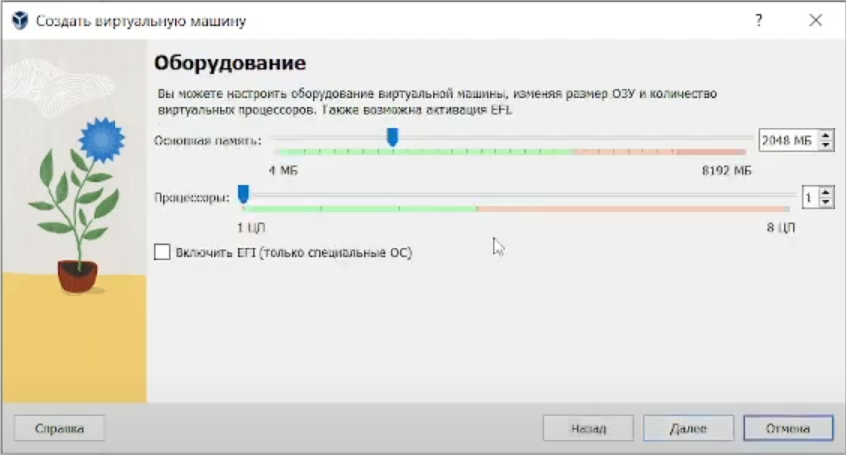 Создать виртуальную машину
?
Оборудование
Вы можете настроить оборудование виртуальной машины, изменяя размер ОЗУ и количество
виртуальных процессоров. Также возможна активация EFI.
Основная память:
2048 МБ
4 МБ
8192 МБ
Процессоры:
1
1 ЦП
8 ЦП
Включить EFI (только специальные ОС)
Справка
Назад
Далее
Отмена